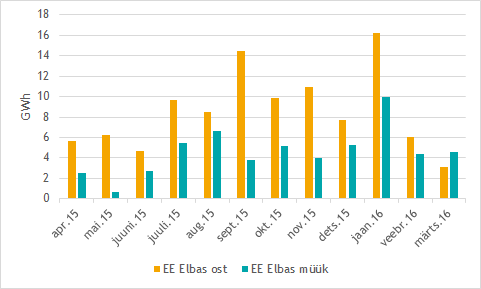 18
16
14
12
10
8
6
4
2
0
GWh
apr.15
mai.15
juuni.15
juuli.15
aug.15
sept.15
okt.15
nov.15
dets.15
jaan.16
veebr.16
märts.16
EE Elbas ost
EE Elbas müük